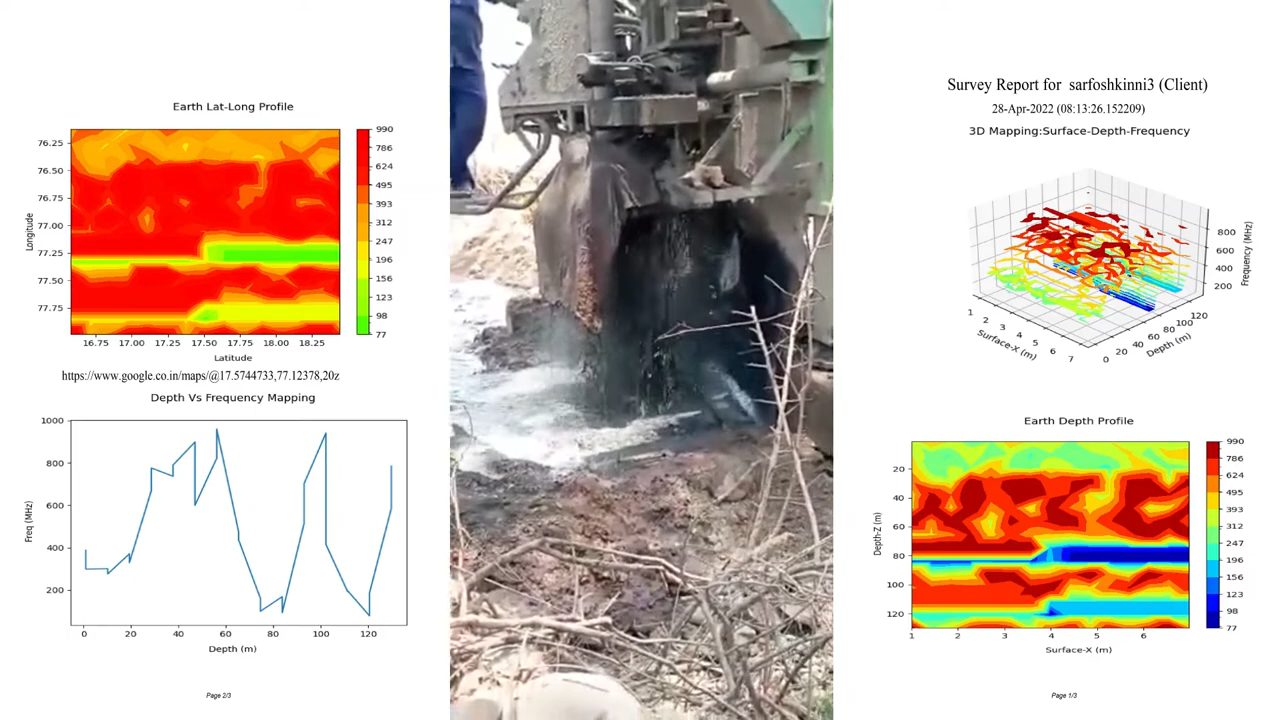 Earth Lat-Long Profile
76.25
76.50
76.75
77.00
77.25
77.50
77.75
Longitude
16.75 17.00 17.25 17.50 17.75 18.00 18.25
Latitude
990
786
624
495
393
312
247
196
156
123
98
77
https://www.google.co.in/maps/@17.5744733,77.12378,20z
Depth Vs Frequency Mapping
1000
800
600
400
200
Freq (MHz)
0 20 40 60 80 100 120
Depth (m)
Page 2/3
Survey Report for sarfoshkinni3 (Client)
28-Apr-2022 (08:13:26.152209)
3D Mapping:Surface-Depth-Frequency
800
600
400
200
Frequency (MHz)
1 2 3 4 5 6 7
Surface-X (m)
0 20 40 60 80 100 120
Depth (m)
Earth Depth Profile
20
40
60
80
100
120
Depth-Z (m)
1 2 3 4 5 6
Surface-X (m)
990
786
624
495
393
312
247
196
156
123
98
77
Page 1/3